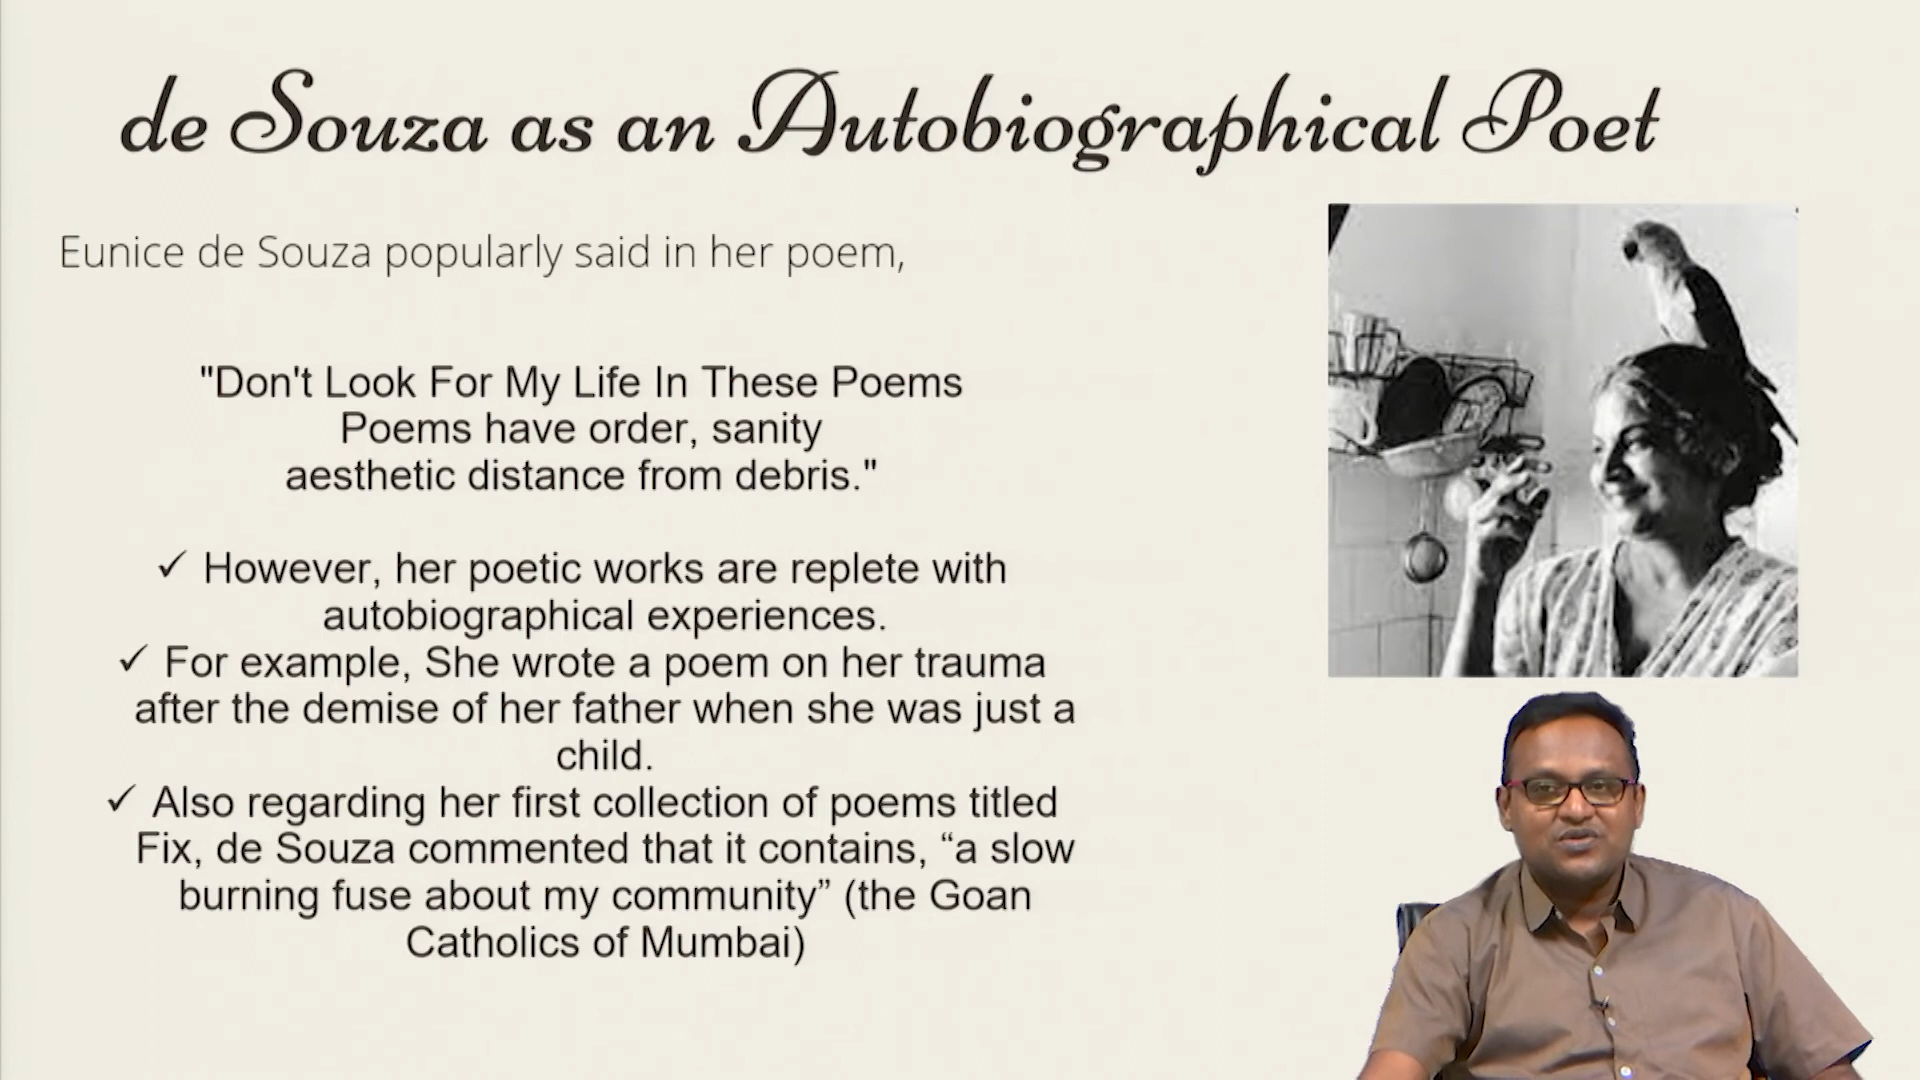 de Souza as an Autobiographical Poet
Eunice de Souza popularly said in her poem,
"Don't Look For My Life In These Poems
Poems have order, sanity
aesthetic distance from debris."
✓ However, her poetic works are replete with
autobiographical experiences.
✓ For example, She wrote a poem on her trauma
after the demise of her father when she was just a
child.
✓ Also regarding her first collection of poems titled
Fix, de Souza commented that it contains, “a slow
burning fuse about my community” (the Goan
Catholics of Mumbai)